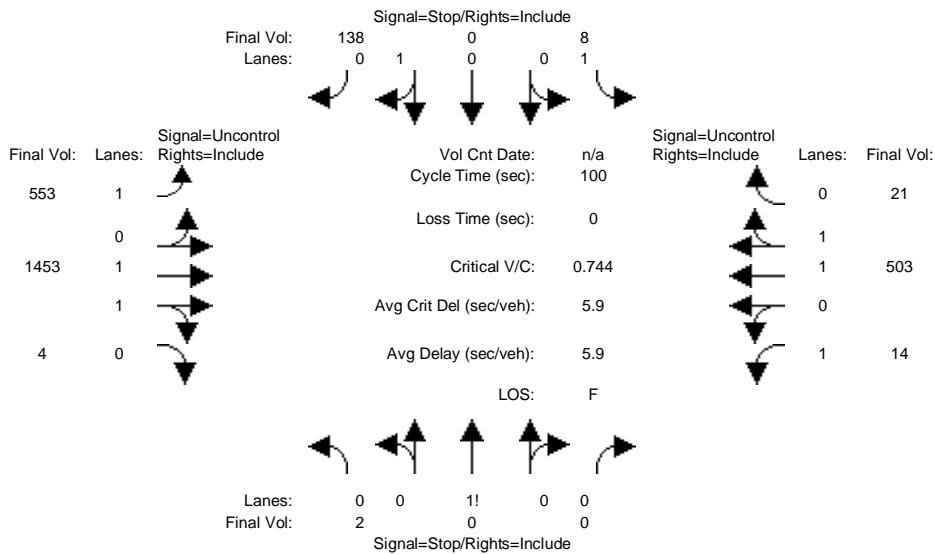 Signal=Stop/Rights=Include
Final Vol: 138 0 8
Lanes: 0 1 0 0 1
Signal=Uncontrol
Final Vol: Lanes: Rights=Include
Vol Cnt Date: n/a
Signal=Uncontrol
Rights=Include Lanes: Final Vol:
Cycle Time (sec): 100
553 1
0 21
Loss Time (sec): 0
0
1
1453 1
Critical V/C: 0.744
1 503
1
Avg Crit Del (sec/veh): 5.9
0
4 0
Avg Delay (sec/veh): 5.9
1 14
LOS: F
Lanes: 0 0 1! 0 0
Final Vol: 2 0 0
Signal=Stop/Rights=Include